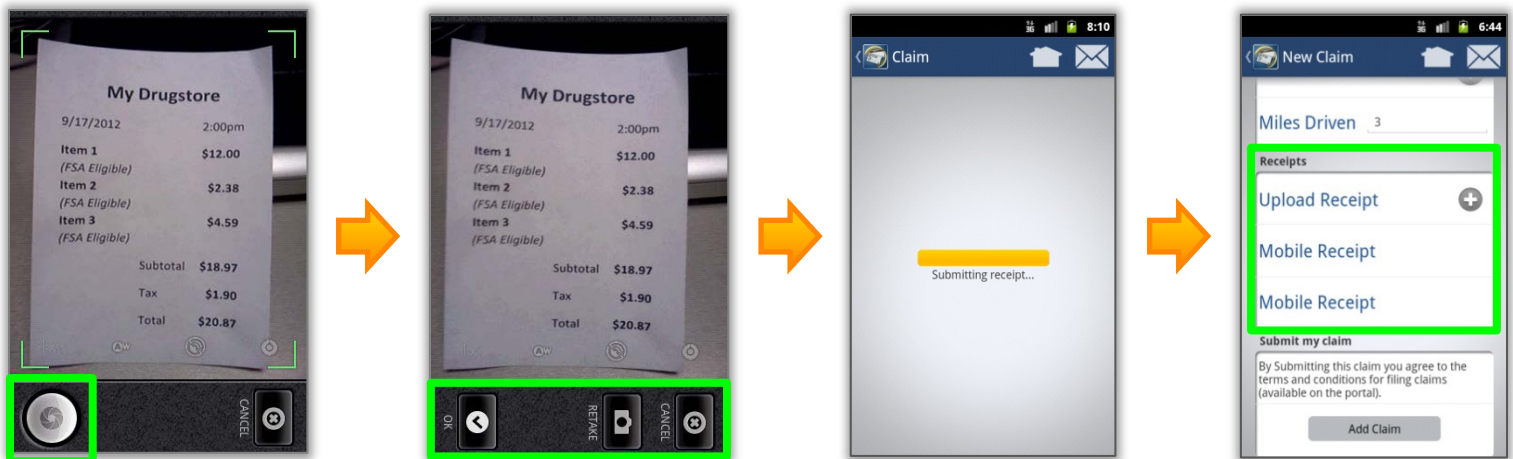 My Drugstore
9/17/2012 2:00pm
Item 1 $12.00
(FSA Eligible)
Item 2 $2.38
(FSA Eligible)
Item 3 $4.59
(FSA Eligible)
Subtotal $18.97
Tax $1.90
Total $20.87
CANCEL
My Drugstore
9/17/2012 2:00pm
Item 1 $12.00
(FSA Eligible)
Item 2 $2.38
(FSA Eligible)
Item 3 $4.59
(FSA Eligible)
Subtotal $18.97
Tax $1.90
Total $20.87
OK RETAKE CANCEL
3G 8:10
Claim
Submitting receipt...
3G 6:44
New Claim
Miles Driven 3
Receipts
Upload Receipt
Mobile Receipt
Mobile Receipt
Submit my claim
By Submitting this claim you agree to the
terms and conditions for filing claims
(available on the portal).
Add Claim